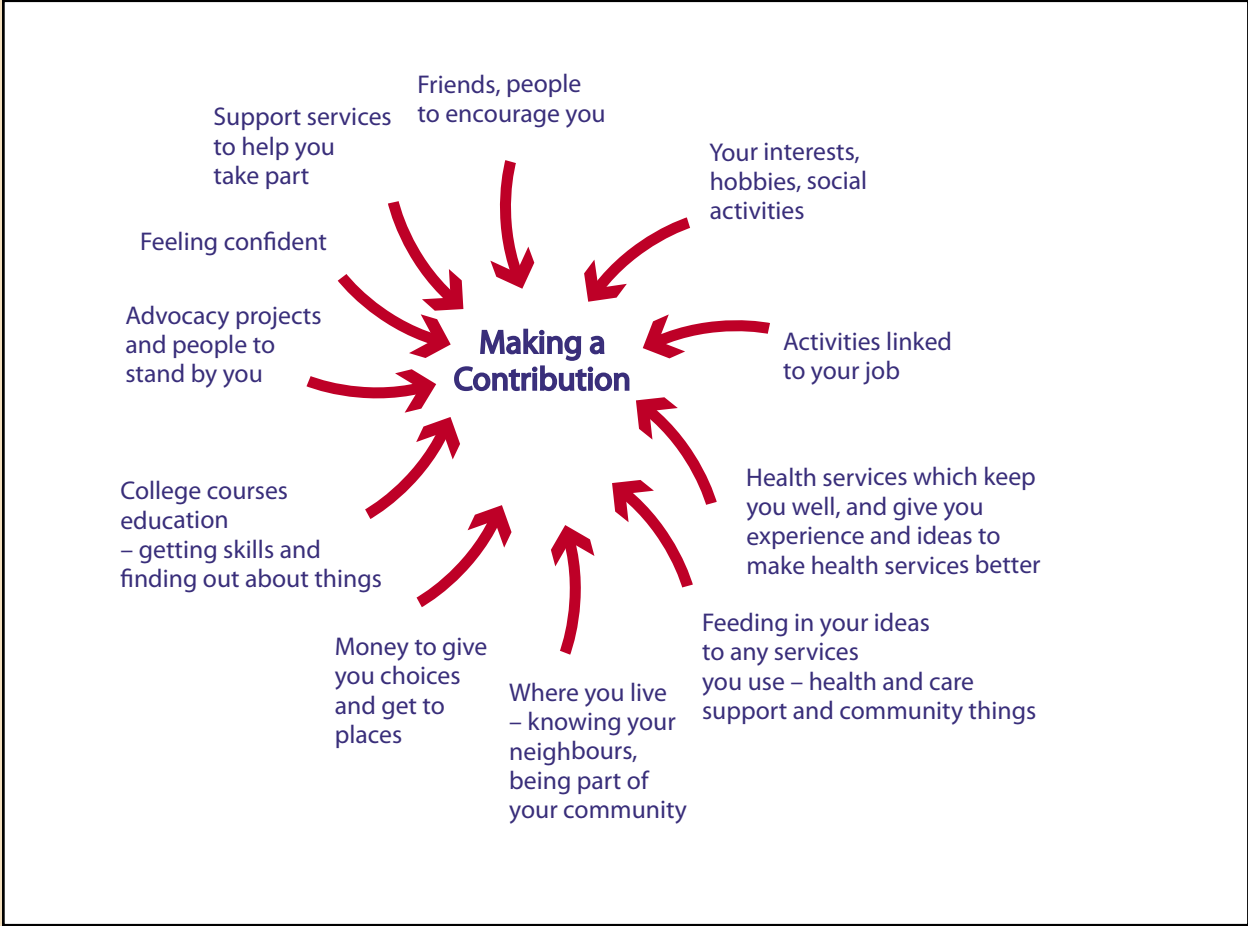 Friends, people
to encourage you
Support services
to help you
take part
Your interests,
hobbies, social
activities
Feeling confident
Advocacy projects
and people to
stand by you
Making a
Contribution
Activities linked
to your job
College courses
education
– getting skills and
finding out about things
Health services which keep
you well, and give you
experience and ideas to
make health services better
Money to give
you choices
and get to
places
Where you live
– knowing your
neighbours,
being part of
your community
Feeding in your ideas
to any services
you use – health and care
support and community things